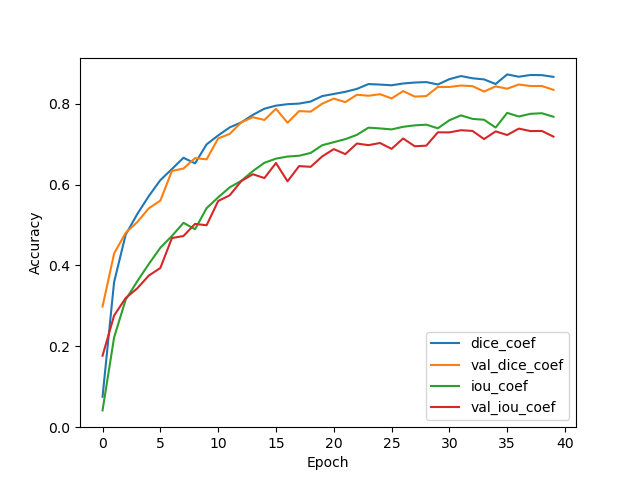 0.8
0.6
0.4
0.2
0.0
Accuracy
0 5 10 15 20 25 30 35 40
Epoch
dice_coef
val_dice_coef
iou_coef
val_iou_coef